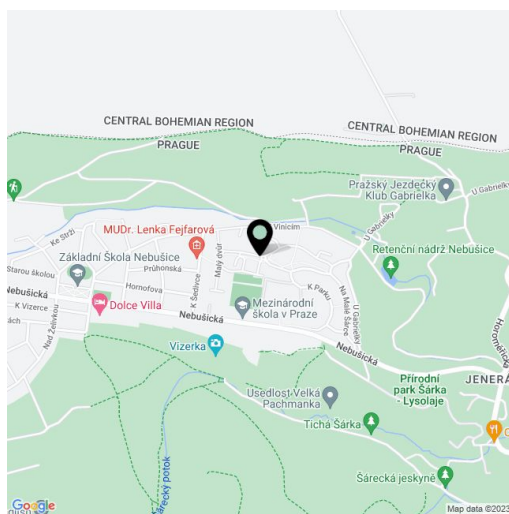 CENTRAL BOHEMIAN REGION
PRAGUE
CENTRAL BOHEMIAN REGION
PRAGUE
Pražský Jezdecký
Klub Gabrielka
U Gabrielky
Vinicím
MUDr. Lenka Fejfarová
Ke Strži
U Gabrielky
Retenční nádrž Nebušice
Základní Škola Nebušice
Malý dvůr
Starou školou
Průhonská
K Šedivce
Hornofova
K Parku
Na Malé Šárce
U Gabrielky
Nebušická
Dolce Villa
Mezinárodní
škola v Praze
K Vizerce
Nad Želivkou
Nebušická
Horoměřická
Vizerka
Nebušická
Přírodní
park Šárka
- Lysolaje
JENERÁ
Usedlost Velká
Pachmanka
Tichá Šárka
Šárecká jeskyně
Šárecký potok
Google
Map data ©2023